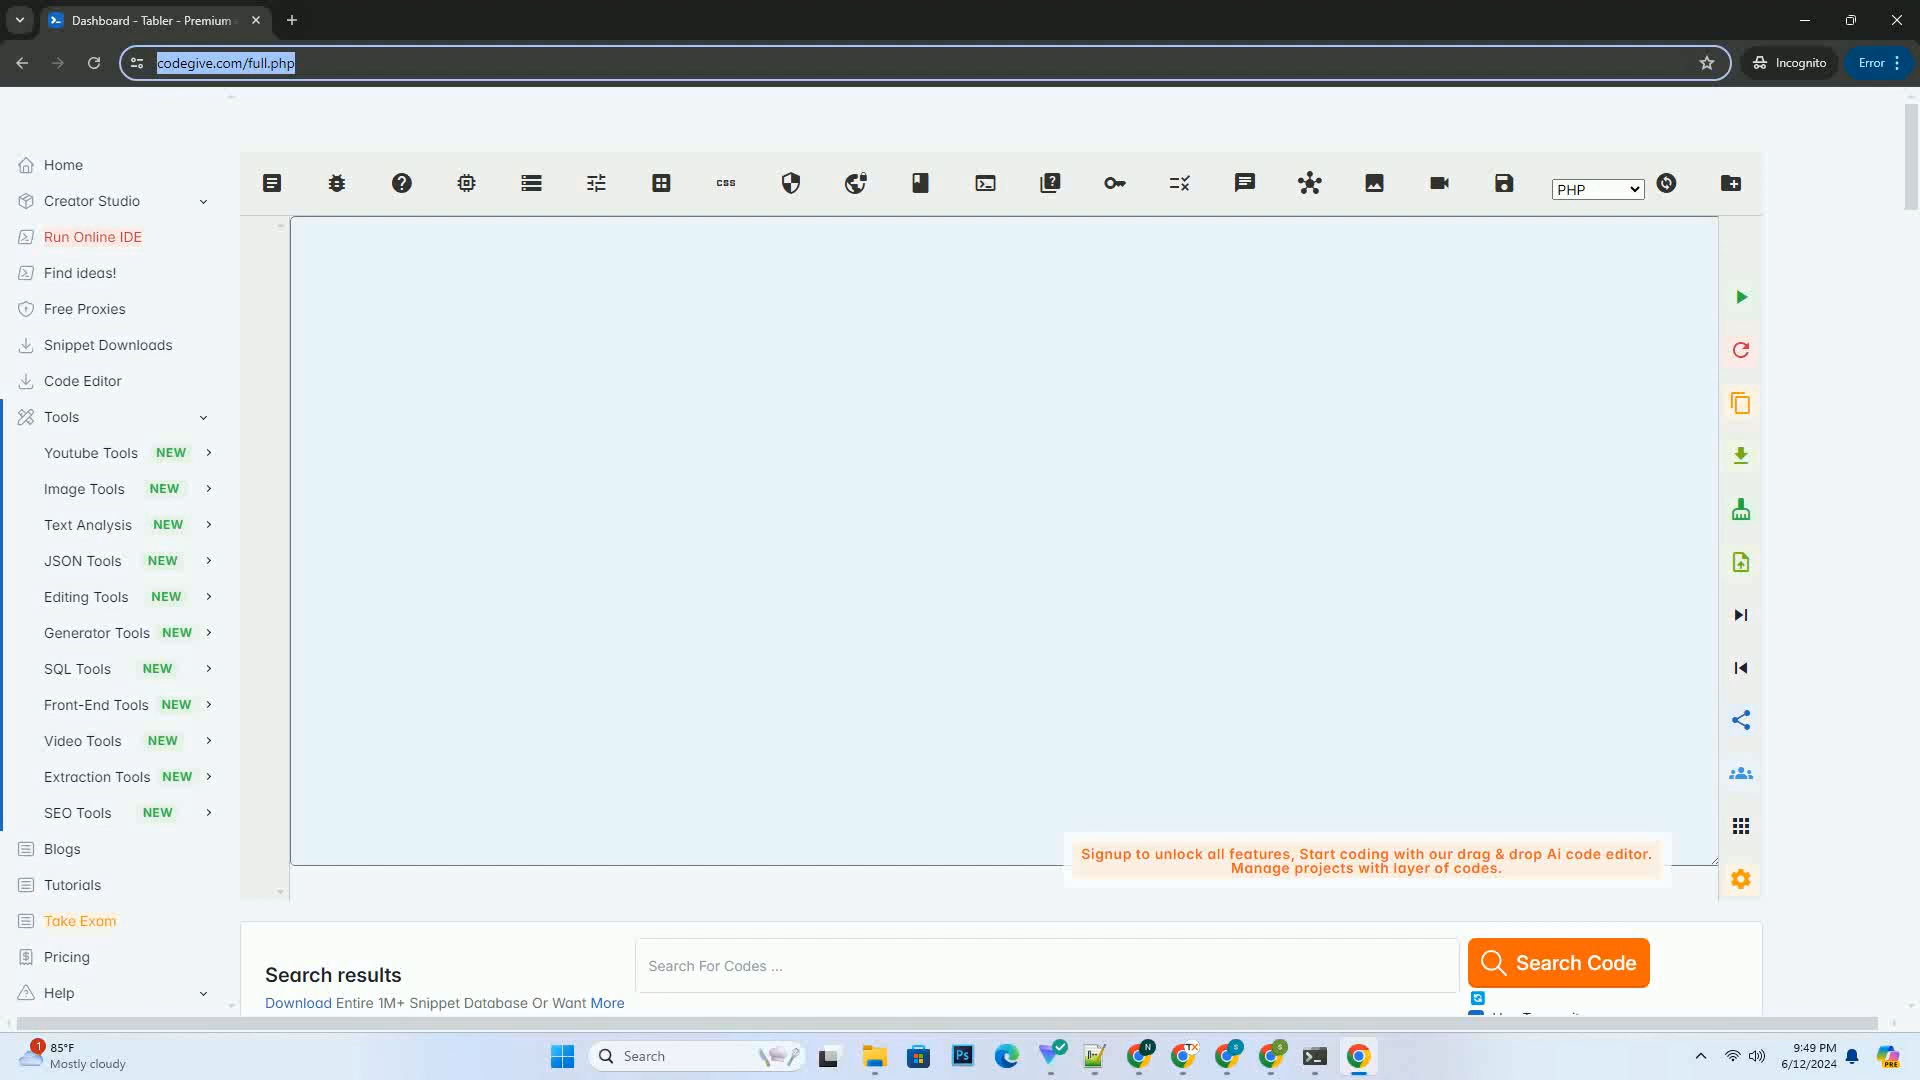 Dashboard - Tabler - Premium
codegive.com/full.php
Incognito
Error
Home
Creator Studio
Run Online IDE
Find ideas!
Free Proxies
Snippet Downloads
Code Editor
Tools
Youtube Tools NEW
Image Tools NEW
Text Analysis NEW
JSON Tools NEW
Editing Tools NEW
Generator Tools NEW
SQL Tools NEW
Front-End Tools NEW
Video Tools NEW
Extraction Tools NEW
SEO Tools NEW
Blogs
Tutorials
Take Exam
Pricing
Help
css
PHP
Signup to unlock all features, Start coding with our drag & drop Ai code editor.
Manage projects with layer of codes.
Search results
Download Entire 1M+ Snippet Database Or Want More
Search For Codes ...
Search Code
1
85°F
Mostly cloudy
Search
Ps
N
TX
S
S
9:49 PM
6/12/2024
PRE